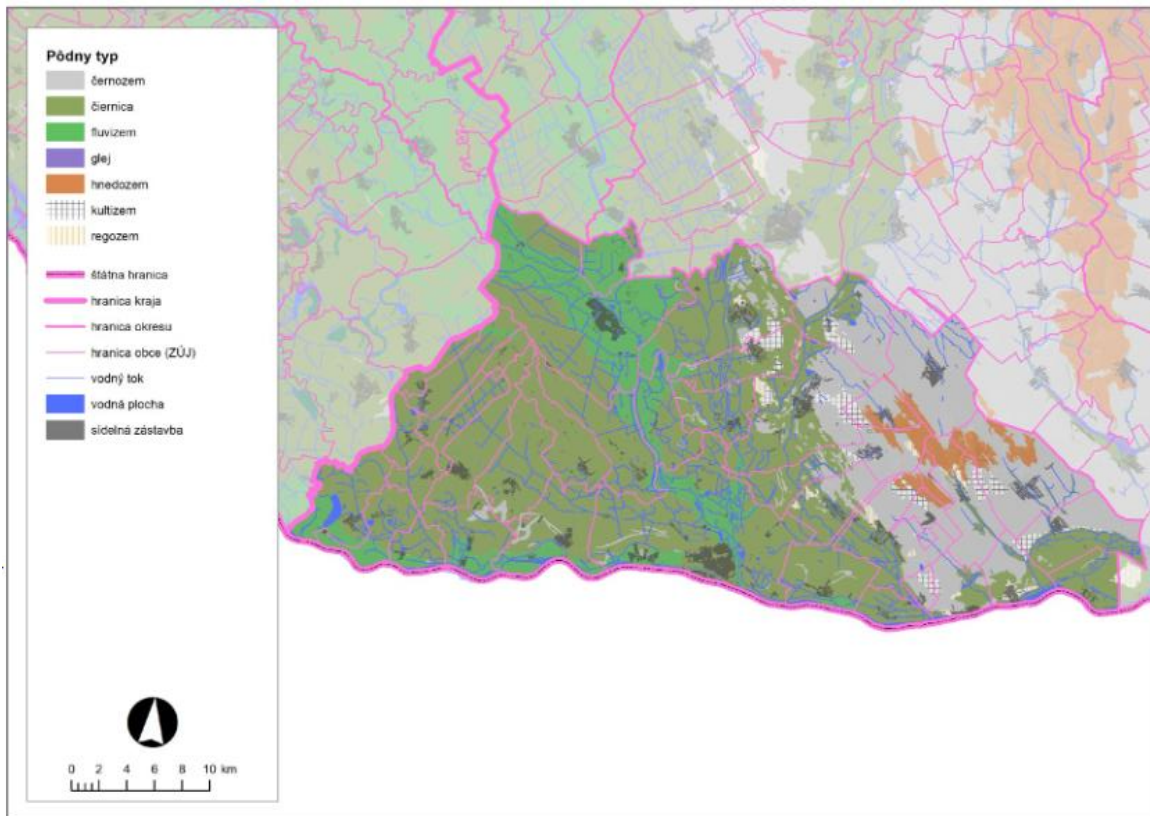 Pôdny typ
černozem
čiernica
fluvizem
glej
hnedozem
kultizem
regozem
štátna hranica
hranica kraja
hranica okresu
hranica obce (ZÚJ)
vodný tok
vodná plocha
sídelná zástavba
0 2 4 6 8 10 km